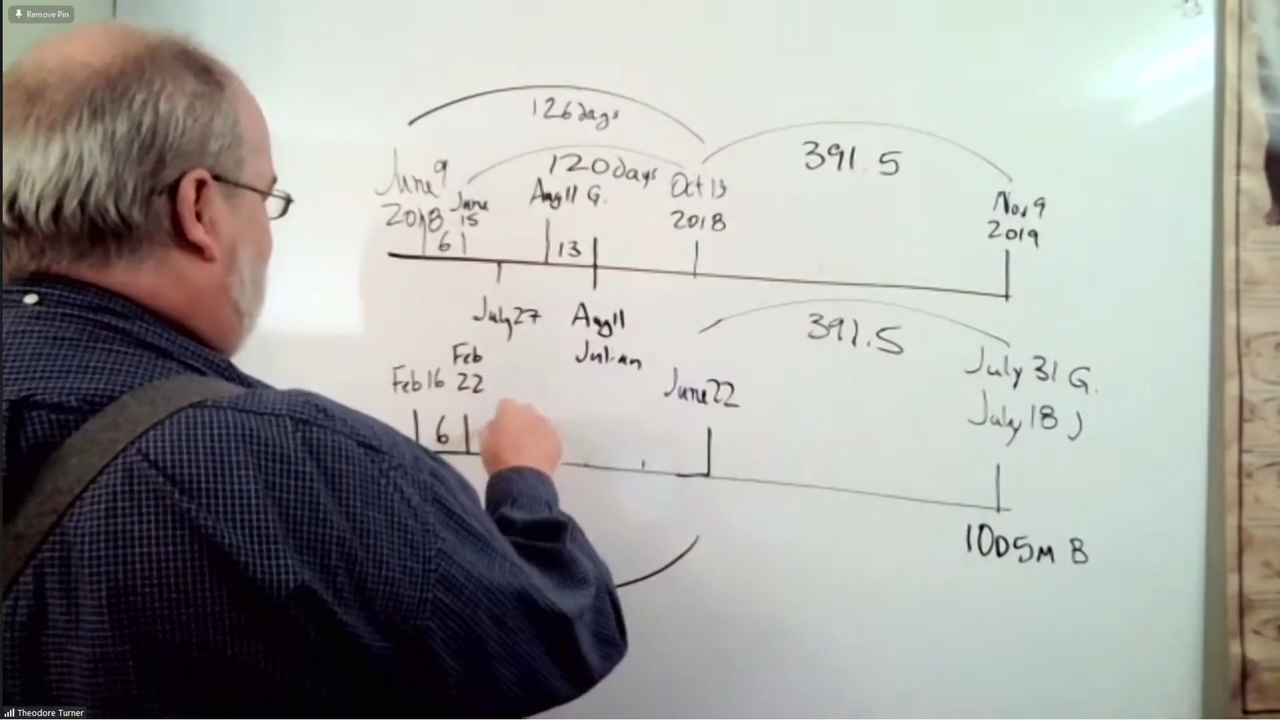 Remove Pin
126 days
391.5
120 days
June 9
2018
June
15
Aug 11 G.
Oct 13
2018
Nov 9
2019
6
13
July 27
Aug 11
Julian
391.5
Feb 16
Feb
22
June 22
July 31 G.
July 18 J
6
10D5M B
Theodore Turner